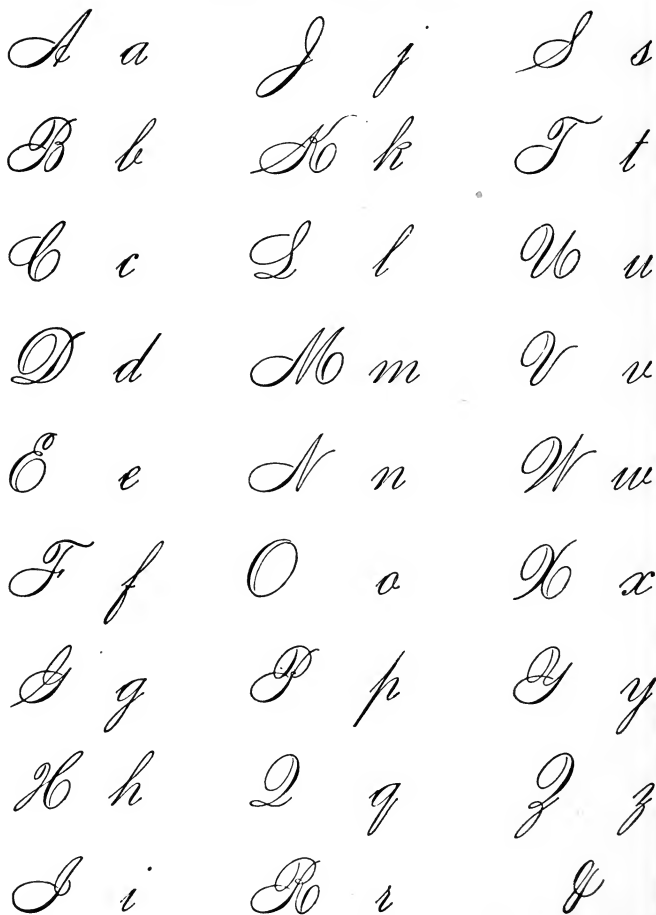 A a J j S s
B b K k T t
C c L l U u
D d M m V v
E e N n W w
F f O o X x
G g P p Y y
H h Q q Z z
I i R r &